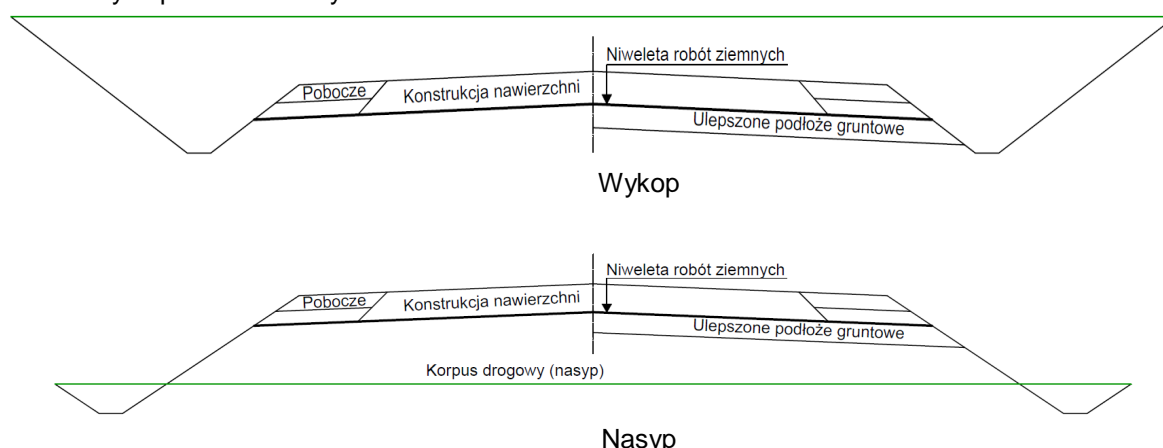 Niweleta robót ziemnych
Pobocze
Konstrukcja nawierzchni
Ulepszone podłoże gruntowe
Wykop
Niweleta robót ziemnych
Pobocze
Konstrukcja nawierzchni
Ulepszone podłoże gruntowe
Korpus drogowy (nasyp)
Nasyp